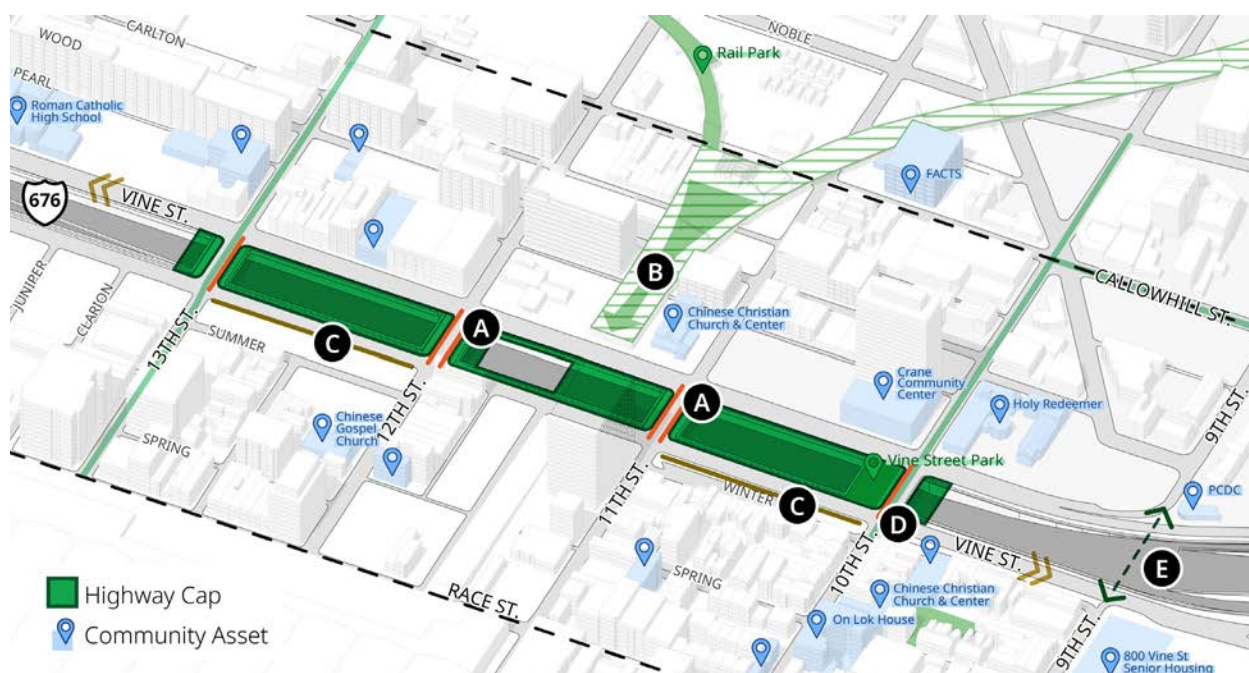 CARLTON
NOBLE
WOOD
Rail Park
PEARL
Roman Catholic
High School
FACTS
676
VINE ST.
B
CALLOWHILL ST.
JUNIPER
CLARION
13TH ST.
SUMMER
C
A
Chinese Christian
Church & Center
Crane
Community
Center
A
Holy Redeemer
9TH ST.
Chinese
Gospel
Church
12TH ST.
SPRING
Vine Street Park
11TH ST.
WINTER
C
D
PCDC
10TH ST.
VINE ST.
E
SPRING
Chinese Christian
Church & Center
RACE ST.
On Lok House
9TH ST.
800 Vine St
Senior Housing
Highway Cap
Community Asset